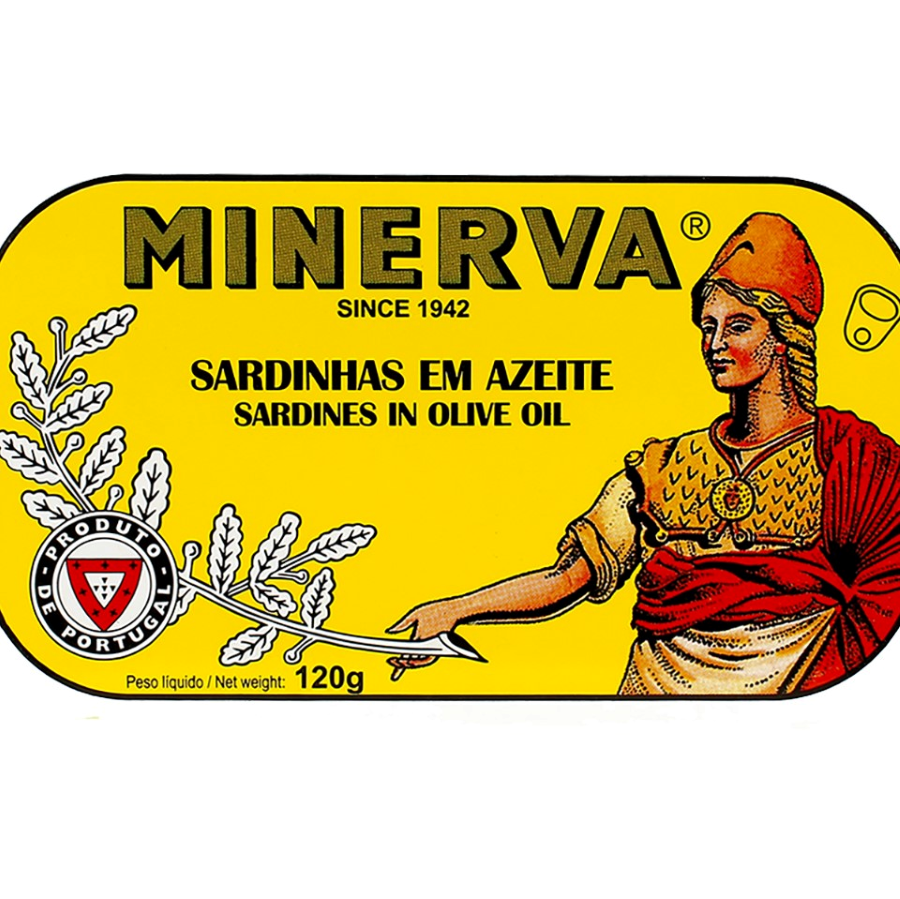 MINERVA®
SINCE 1942
SARDINHAS EM AZEITE
SARDINES IN OLIVE OIL
· PRODUTO ·
DE PORTUGAL
Peso líquido / Net weight: 120g